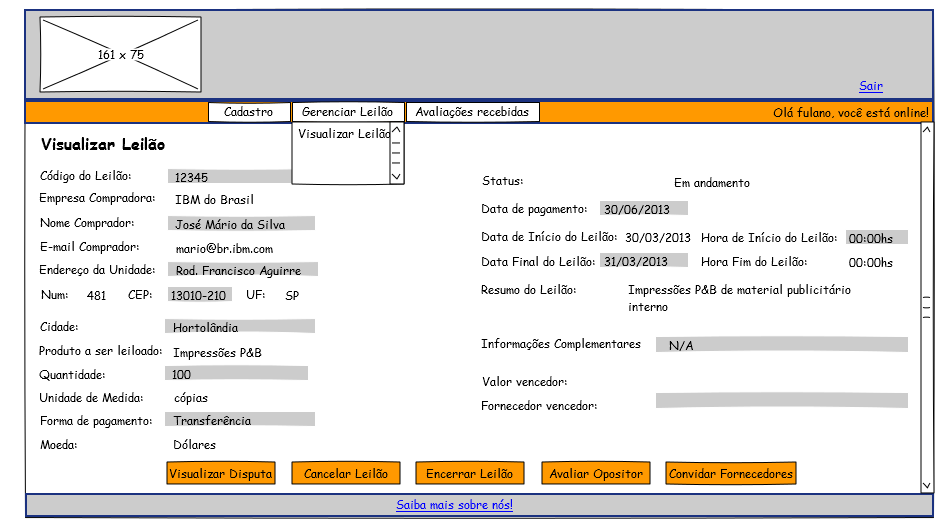 161 x 75
Sair
Cadastro Gerenciar Leilão Avaliações recebidas Olá fulano, você está online!
Visualizar Leilão
Visualizar Leilão
Código do Leilão: 12345
Empresa Compradora: IBM do Brasil
Nome Comprador: José Mário da Silva
E-mail Comprador: mario@br.ibm.com
Endereço da Unidade: Rod. Francisco Aguirre
Num: 481 CEP: 13010-210 UF: SP
Cidade: Hortolândia
Produto a ser leiloado: Impressões P&B
Quantidade: 100
Unidade de Medida: cópias
Forma de pagamento: Transferência
Moeda: Dólares
Status: Em andamento
Data de pagamento: 30/06/2013
Data de Início do Leilão: 30/03/2013 Hora de Início do Leilão: 00:00hs
Data Final do Leilão: 31/03/2013 Hora Fim do Leilão: 00:00hs
Resumo do Leilão: Impressões P&B de material publicitário
interno
Informações Complementares N/A
Valor vencedor:
Fornecedor vencedor:
Visualizar Disputa Cancelar Leilão Encerrar Leilão Avaliar Opositor Convidar Fornecedores
Saiba mais sobre nós!